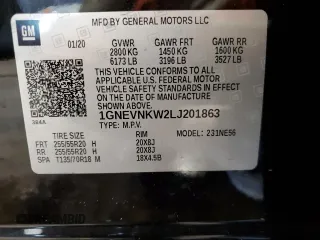 GM
MFD BY GENERAL MOTORS LLC
01/20 GVWR GAWR FRT GAWR RR
2800 KG 1450 KG 1600 KG
6173 LB 3196 LB 3527 LB
THIS VEHICLE CONFORMS TO ALL APPLICABLE
U.S. FEDERAL MOTOR VEHICLE
SAFETY STANDARDS IN EFFECT ON THE DATE OF
MANUFACTURE SHOWN ABOVE.
1GNEVNKW2LJ201863
TYPE: M.P.V.
TIRE SIZE RIM 231NE56
FRT 255/55R20 H 20X8J
RR 255/55R20 H 20X8J
SPA T135/70R18 M 18X4.5B